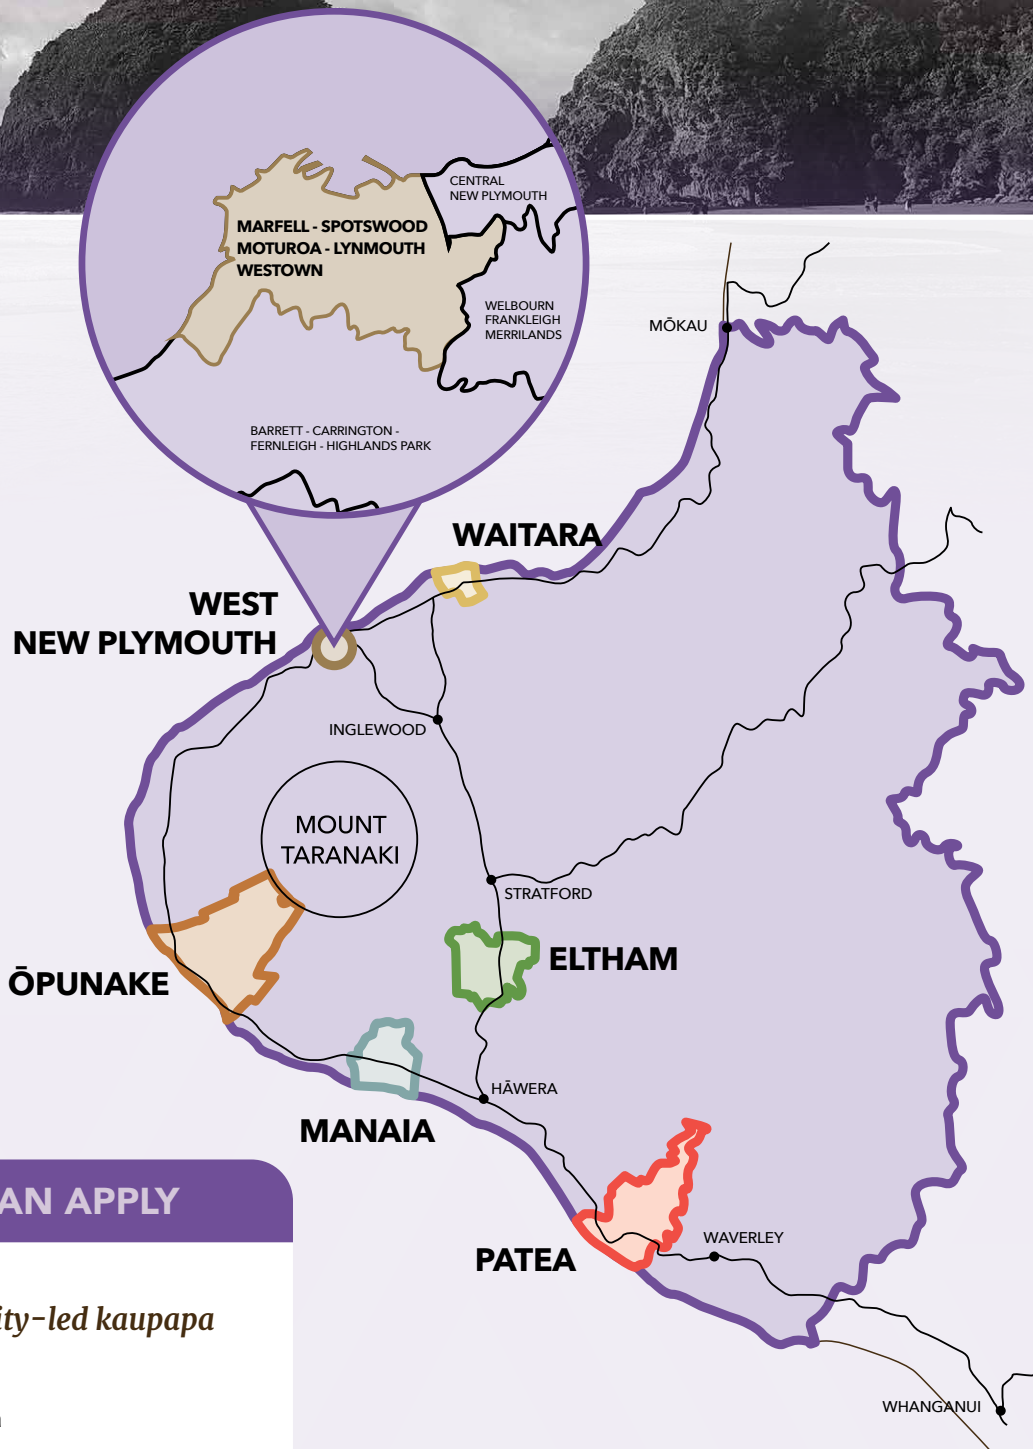 CENTRAL
NEW PLYMOUTH
MARFELL - SPOTSWOOD
MOTUROA - LYNMOUTH
WESTOWN
WELBOURN
FRANKLEIGH
MERRILANDS
MŌKAU
BARRETT - CARRINGTON -
FERNLEIGH - HIGHLANDS PARK
WAITARA
WEST
NEW PLYMOUTH
INGLEWOOD
MOUNT
TARANAKI
STRATFORD
ELTHAM
ŌPUNAKE
HĀWERA
MANAIA
AN APPLY
WAVERLEY
PATEA
ity-led kaupapa
WHANGANUI